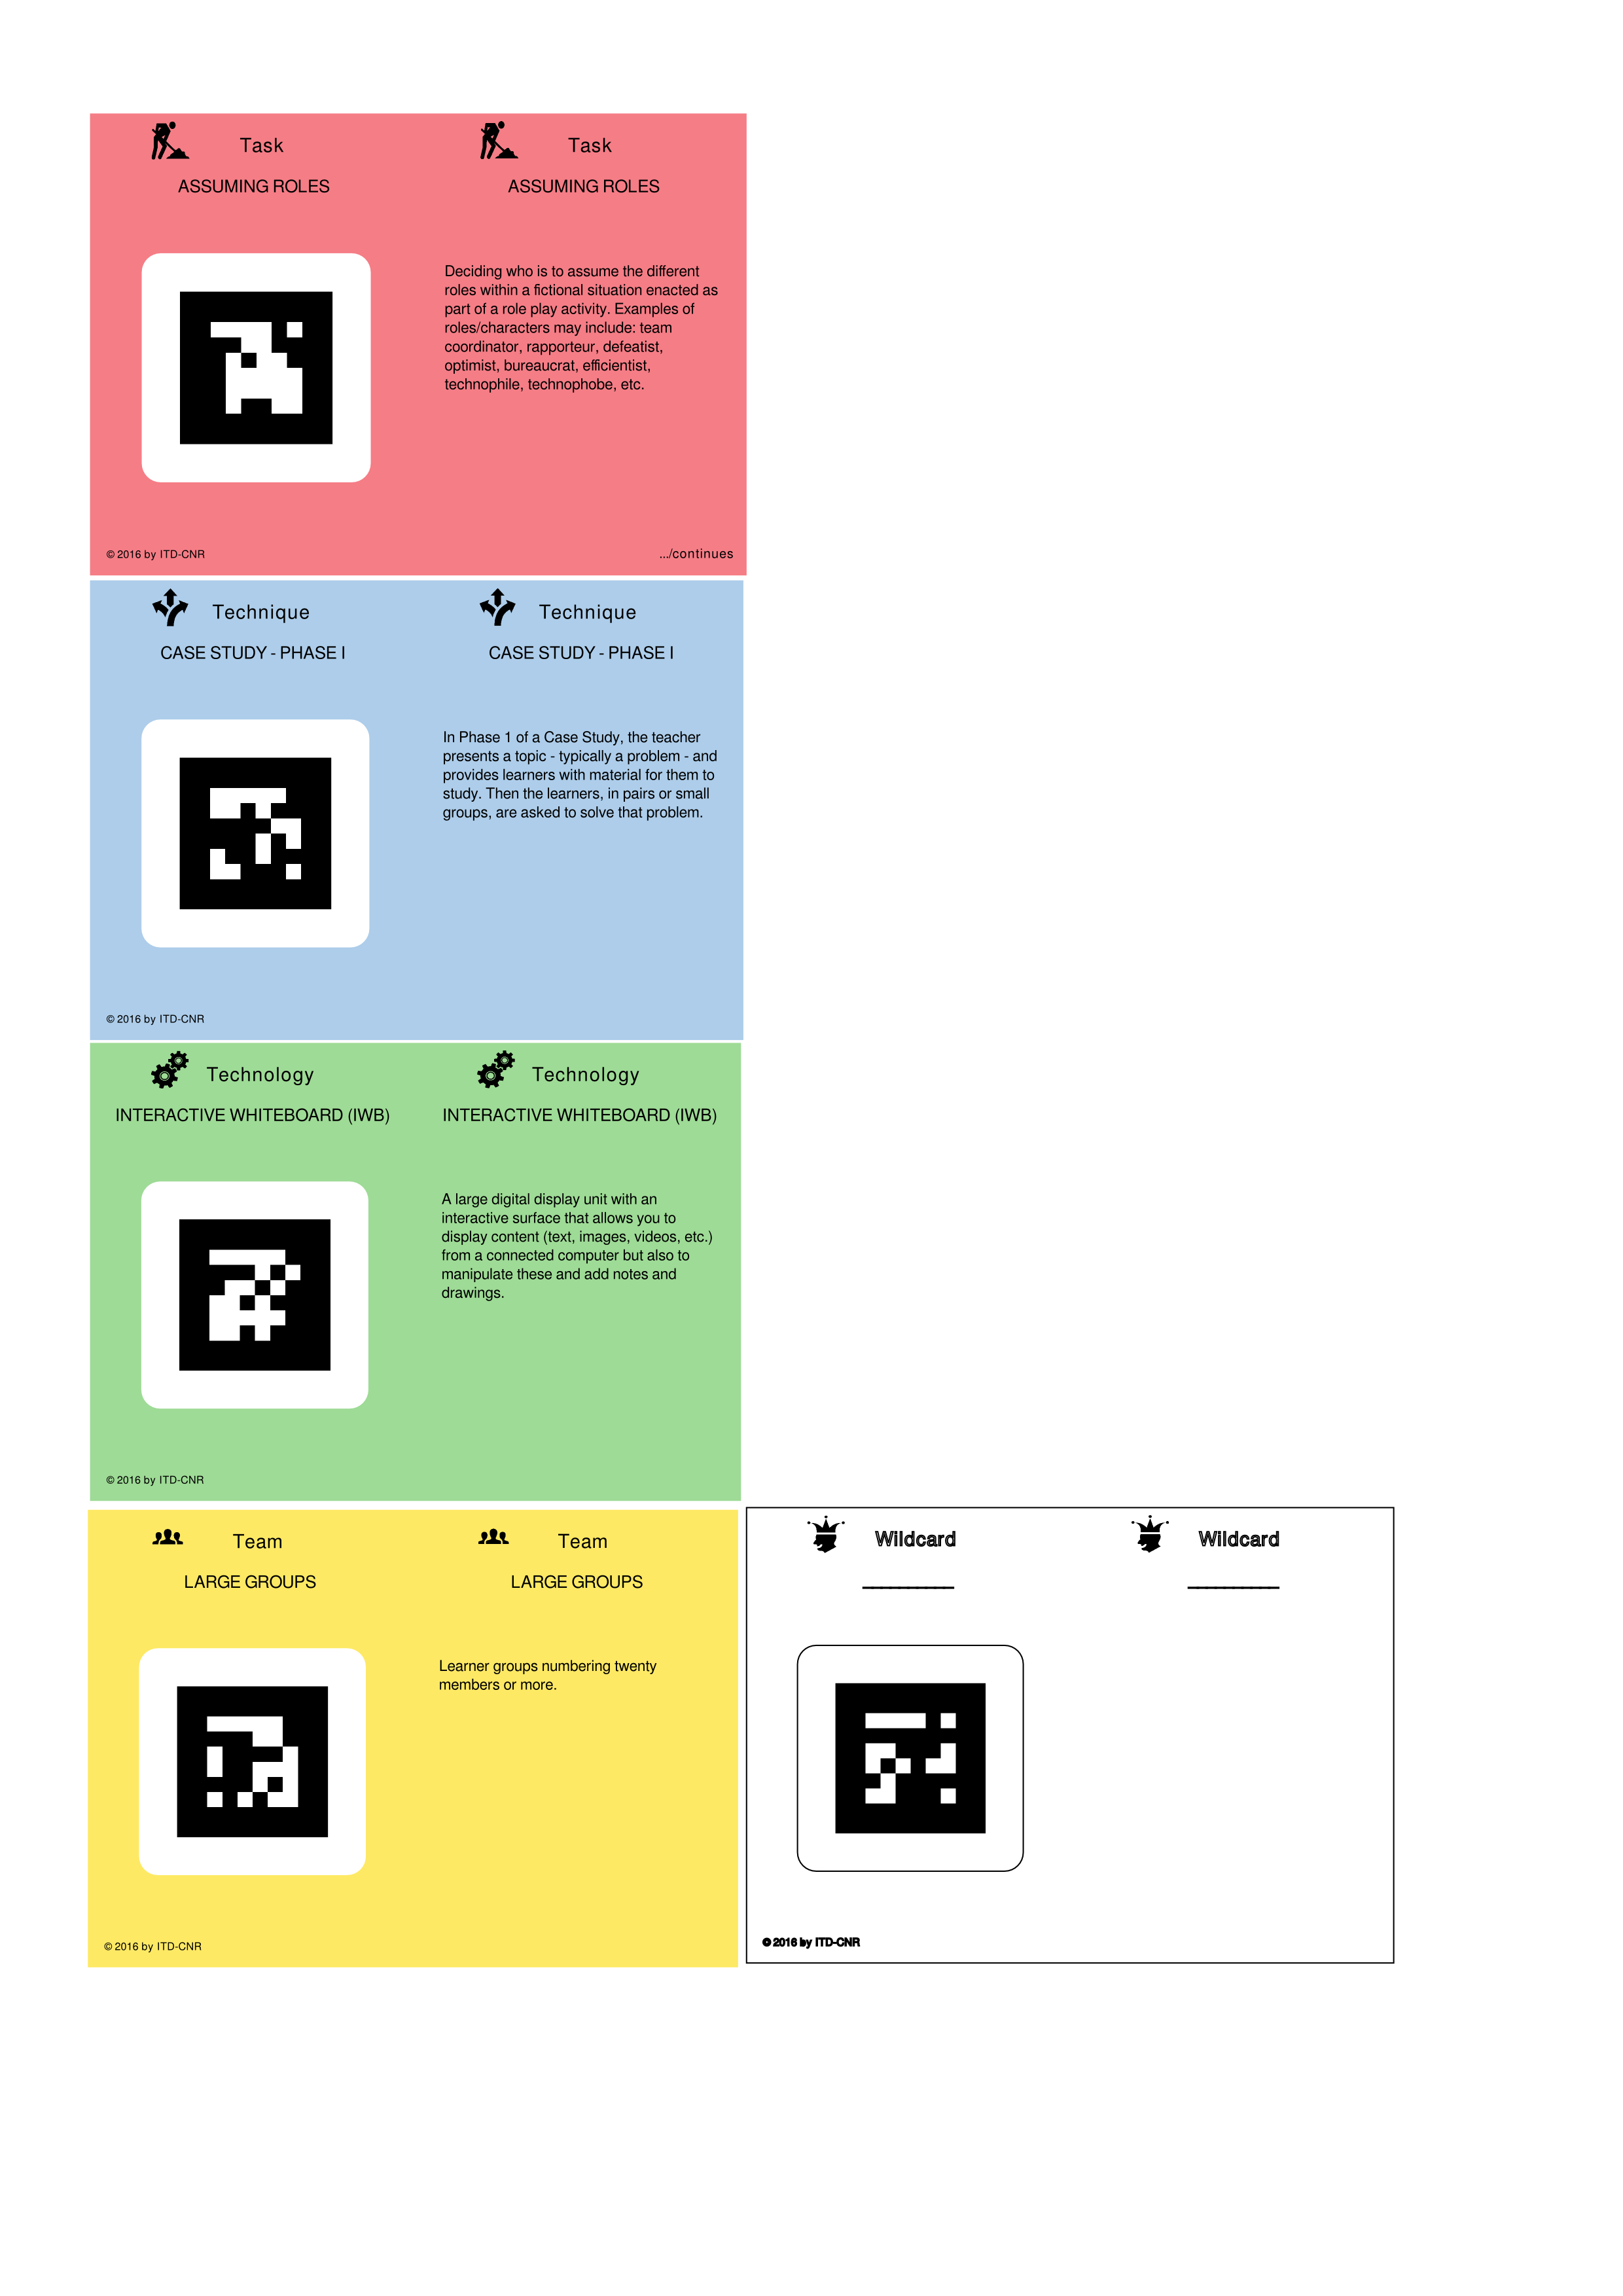 Task
ASSUMING ROLES
© 2016 by ITD-CNR
Task
ASSUMING ROLES
Deciding who is to assume the different
roles within a fictional situation enacted as
part of a role play activity. Examples of
roles/characters may include: team
coordinator, rapporteur, defeatist,
optimist, bureaucrat, efficientist,
technophile, technophobe, etc.
.../continues
Technique
CASE STUDY - PHASE I
© 2016 by ITD-CNR
Technique
CASE STUDY - PHASE I
In Phase 1 of a Case Study, the teacher
presents a topic - typically a problem - and
provides learners with material for them to
study. Then the learners, in pairs or small
groups, are asked to solve that problem.
Technology
INTERACTIVE WHITEBOARD (IWB)
© 2016 by ITD-CNR
Technology
INTERACTIVE WHITEBOARD (IWB)
A large digital display unit with an
interactive surface that allows you to
display content (text, images, videos, etc.)
from a connected computer but also to
manipulate these and add notes and
drawings.
Team
LARGE GROUPS
© 2016 by ITD-CNR
Team
LARGE GROUPS
Learner groups numbering twenty
members or more.
Wildcard
__________
© 2016 by ITD-CNR
Wildcard
__________